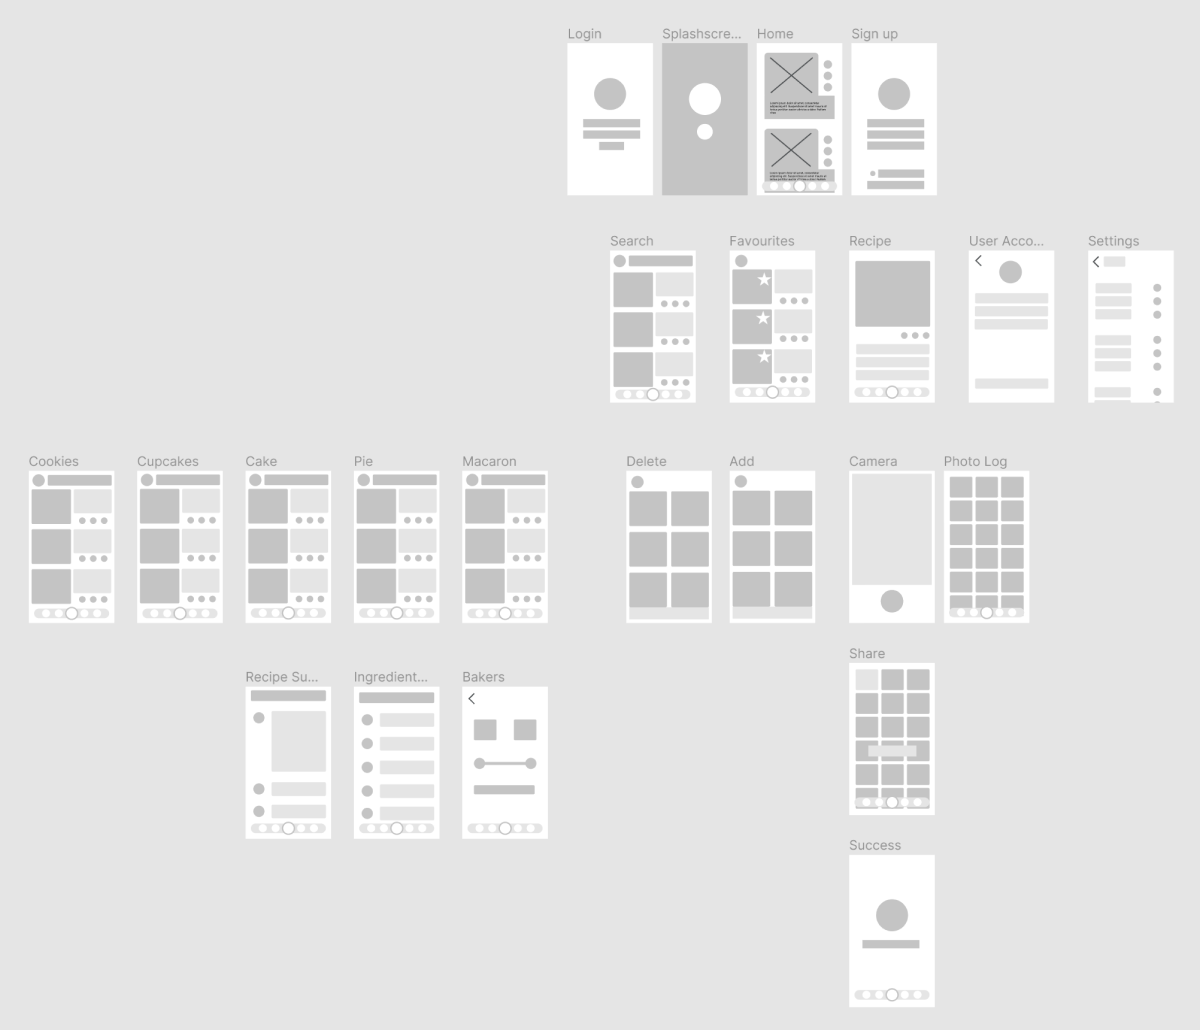 Login
Splashscre...
Home
Sign up
Search
Favourites
Recipe
User Acco...
Settings
Cookies
Cupcakes
Cake
Pie
Macaron
Delete
Add
Camera
Photo Log
Share
Recipe Su...
Ingredient...
Bakers
Success